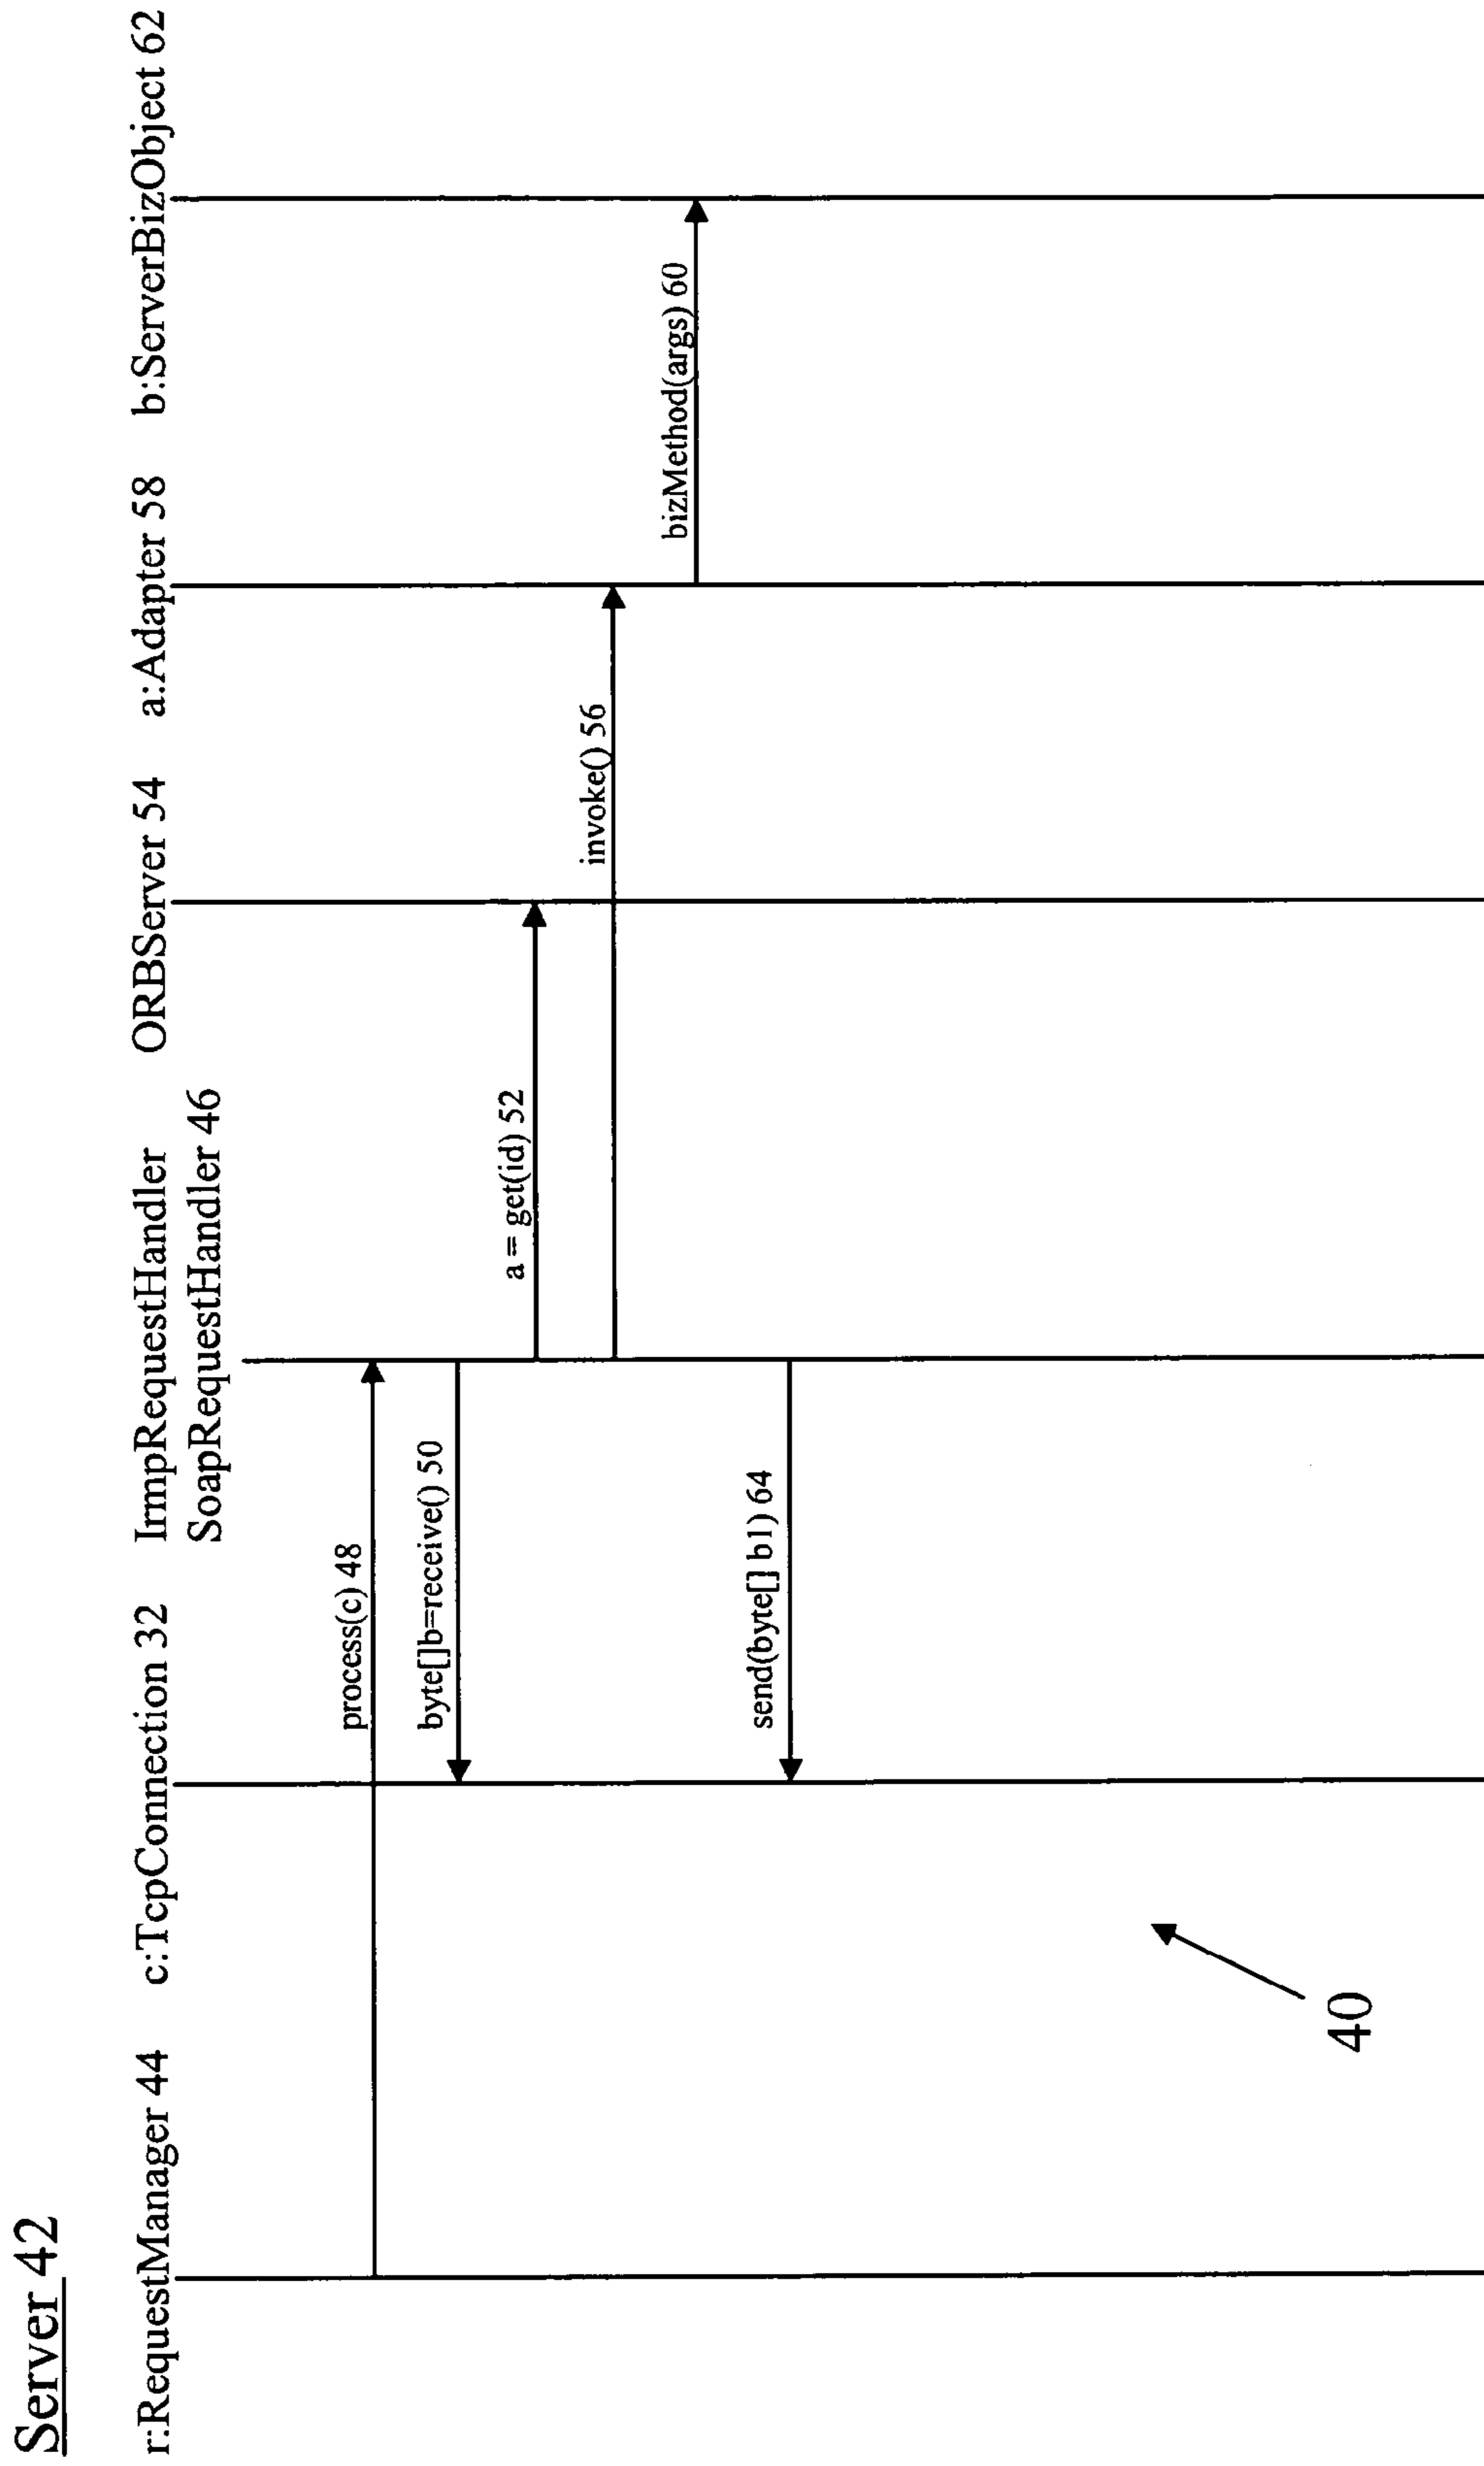 Server 42
r:RequestManager 44
c:TcpConnection 32
IrmpRequestHandler
SoapRequestHandler 46
ORBServer 54
a:Adapter 58
b:ServerBizObject 62
process(c) 48
byte[]b=receive() 50
a = get(id) 52
invoke() 56
bizMethod(args) 60
send(byte[] b1) 64
40